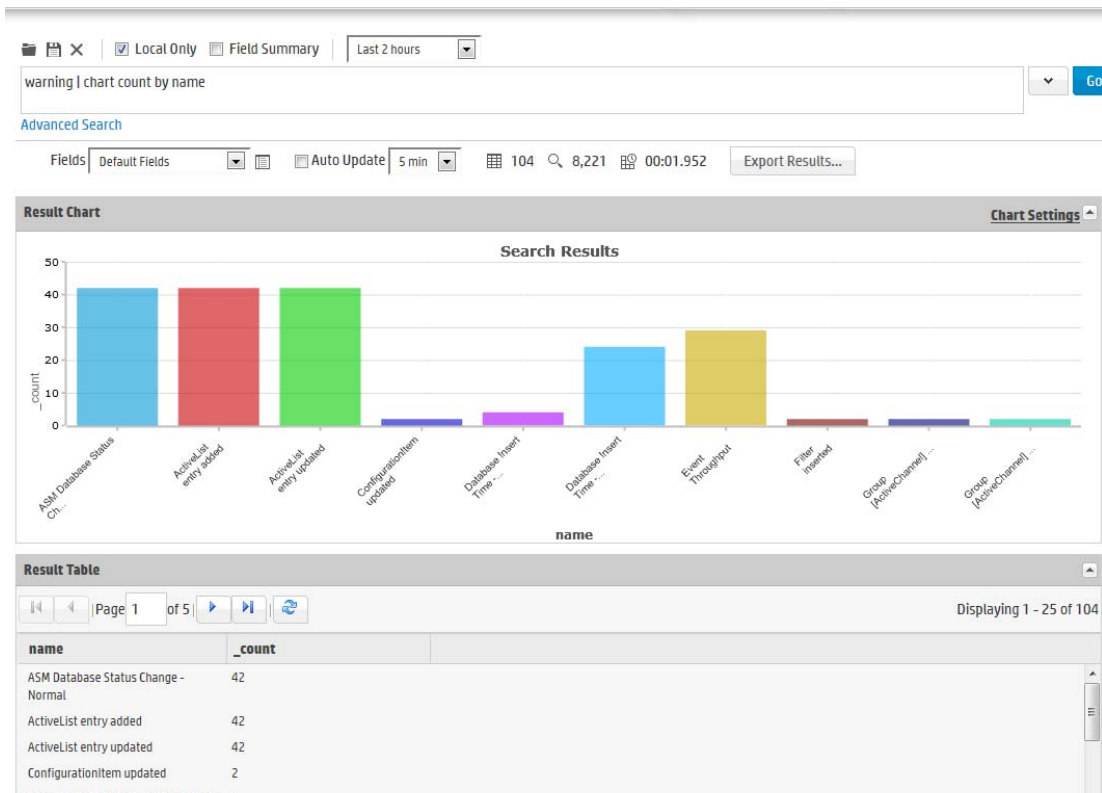 Local Only Field Summary Last 2 hours
warning | chart count by name
Go
Advanced Search
Fields Default Fields Auto Update 5 min 104 8,221 00:01.952 Export Results...
Result Chart Chart Settings
Search Results
50
40
30
20
10
0
_count
ASM Database Status Ch...
ActiveList entry added
ActiveList entry updated
ConfigurationItem updated
Database Insert Time -...
Database Insert Time -...
Event Throughput
Filter inserted
Group [ActiveChannel] ...
Group [ActiveChannel] ...
name
Result Table
Page 1 of 5 Displaying 1 - 25 of 104
name _count
ASM Database Status Change - Normal 42
ActiveList entry added 42
ActiveList entry updated 42
ConfigurationItem updated 2